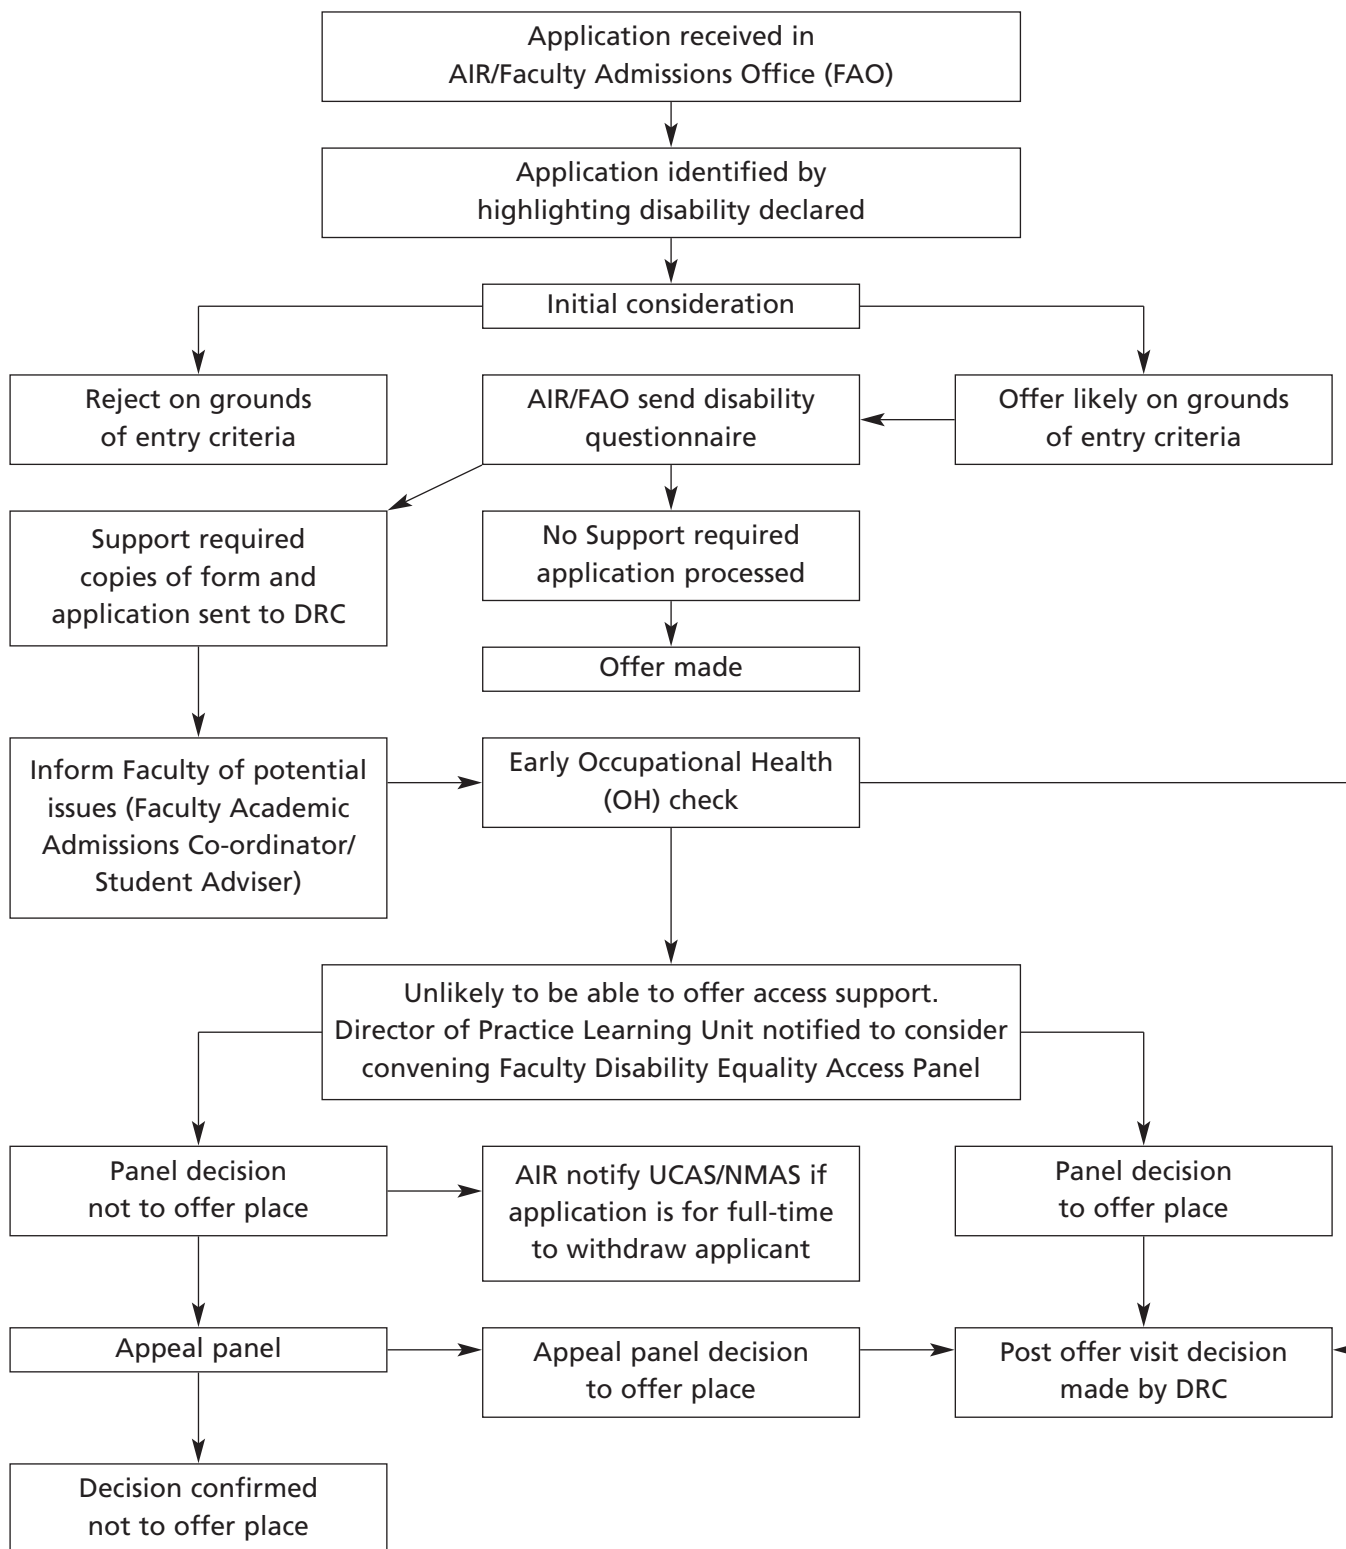 Application received in
AIR/Faculty Admissions Office (FAO)
Application identified by
highlighting disability declared
Initial consideration
Reject on grounds
of entry criteria
AIR/FAO send disability
questionnaire
Offer likely on grounds
of entry criteria
Support required
copies of form and
application sent to DRC
No Support required
application processed
Offer made
Inform Faculty of potential
issues (Faculty Academic
Admissions Co-ordinator/
Student Adviser)
Early Occupational Health
(OH) check
Unlikely to be able to offer access support.
Director of Practice Learning Unit notified to consider
convening Faculty Disability Equality Access Panel
Panel decision
not to offer place
AIR notify UCAS/NMAS if
application is for full-time
to withdraw applicant
Panel decision
to offer place
Appeal panel
Appeal panel decision
to offer place
Post offer visit decision
made by DRC
Decision confirmed
not to offer place